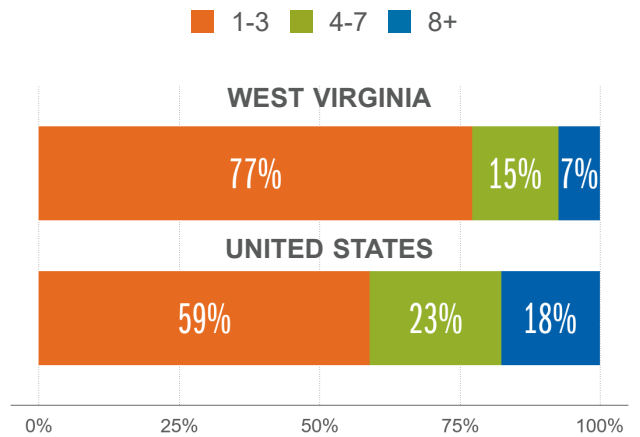 1-3 4-7 8+
WEST VIRGINIA
77% 15% 7%
UNITED STATES
59% 23% 18%
0% 25% 50% 75% 100%